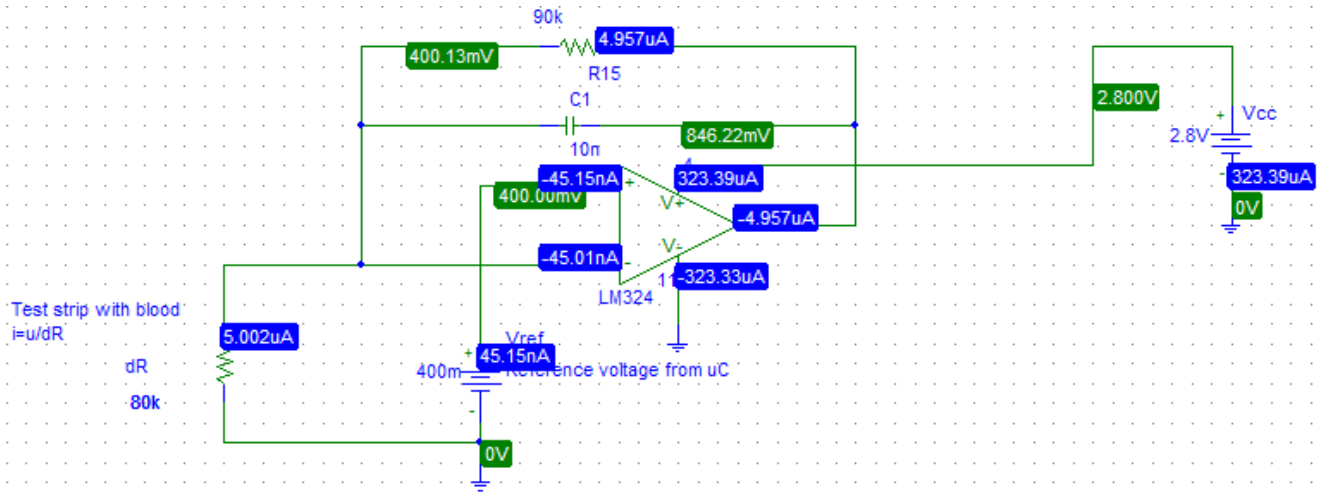 90k
4.957uA
400.13mV
R15
C1
2.800V
Vcc
+
846.22mV
2.8V
10n
-
-45.15nA
+
323.39uA
323.39uA
400.00mV
V+
0V
-4.957uA
V-
-45.01nA
-
-323.33uA
LM324
Test strip with blood
i=u/dR
5.002uA
Vref
+
45.15nA
dR
400m
Reference voltage from uC
80k
-
0V